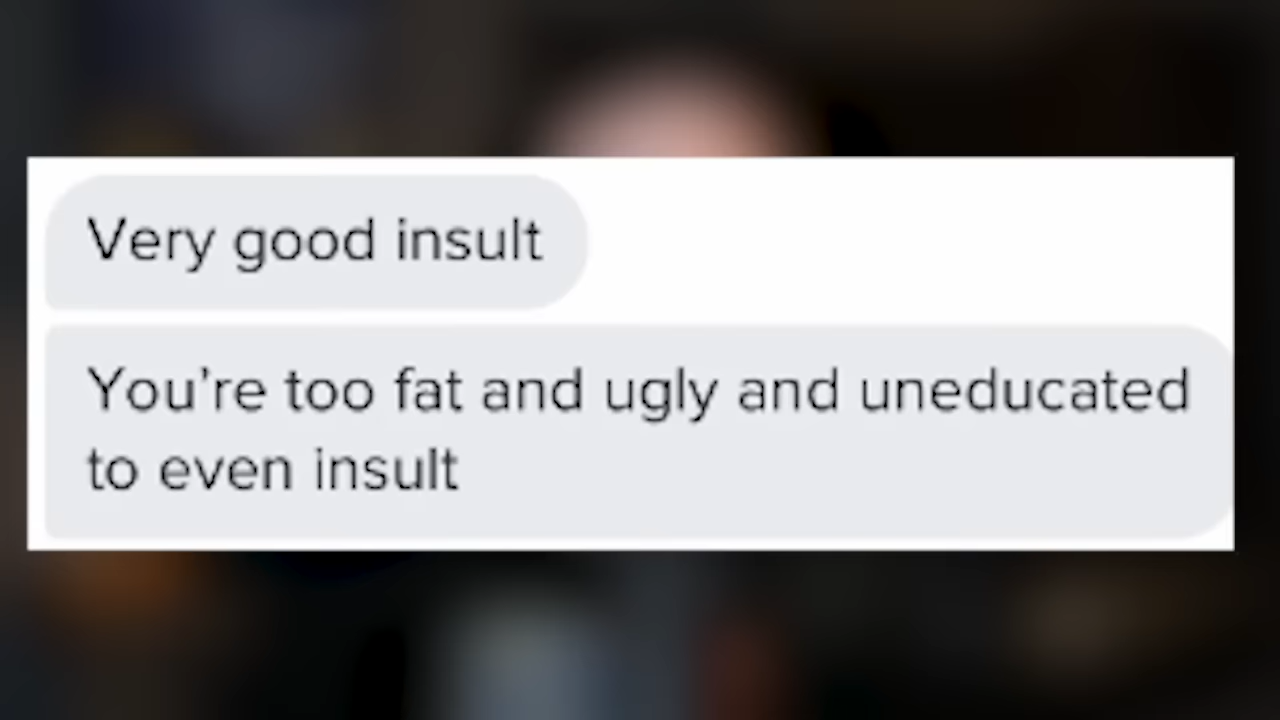 Very good insult
You’re too fat and ugly and uneducated
to even insult